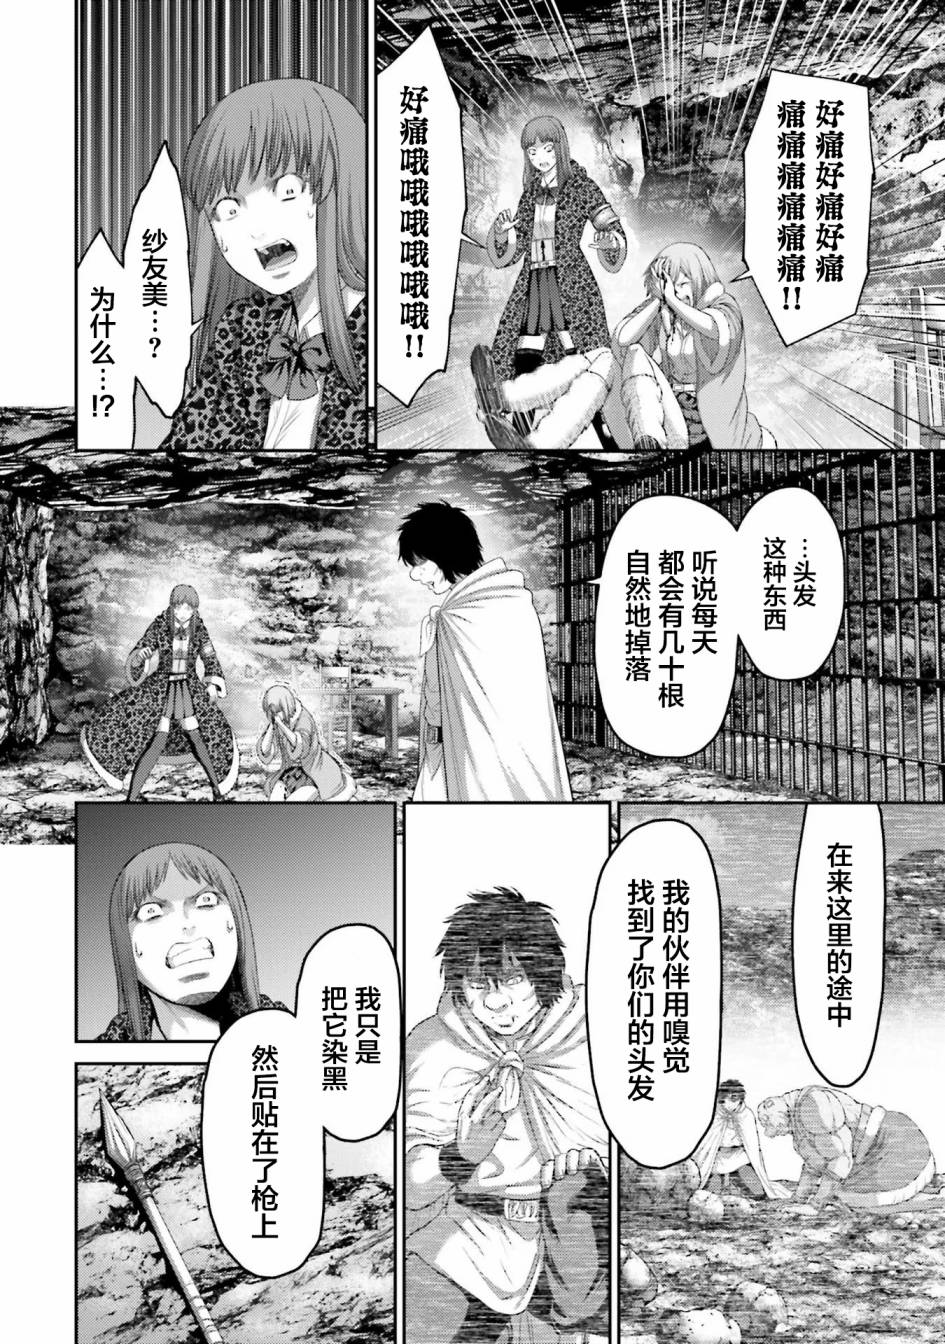 好痛好痛好痛
痛痛痛痛痛痛!!
好痛哦哦哦哦哦哦哦!!
纱友美…?
为什么…!?
…头发
这种东西
听说每天
都会有几十根
自然地掉落
在来这里的途中
我的伙伴用嗅觉
找到了你们的头发
我只是
把它染黑
然后贴在了枪上